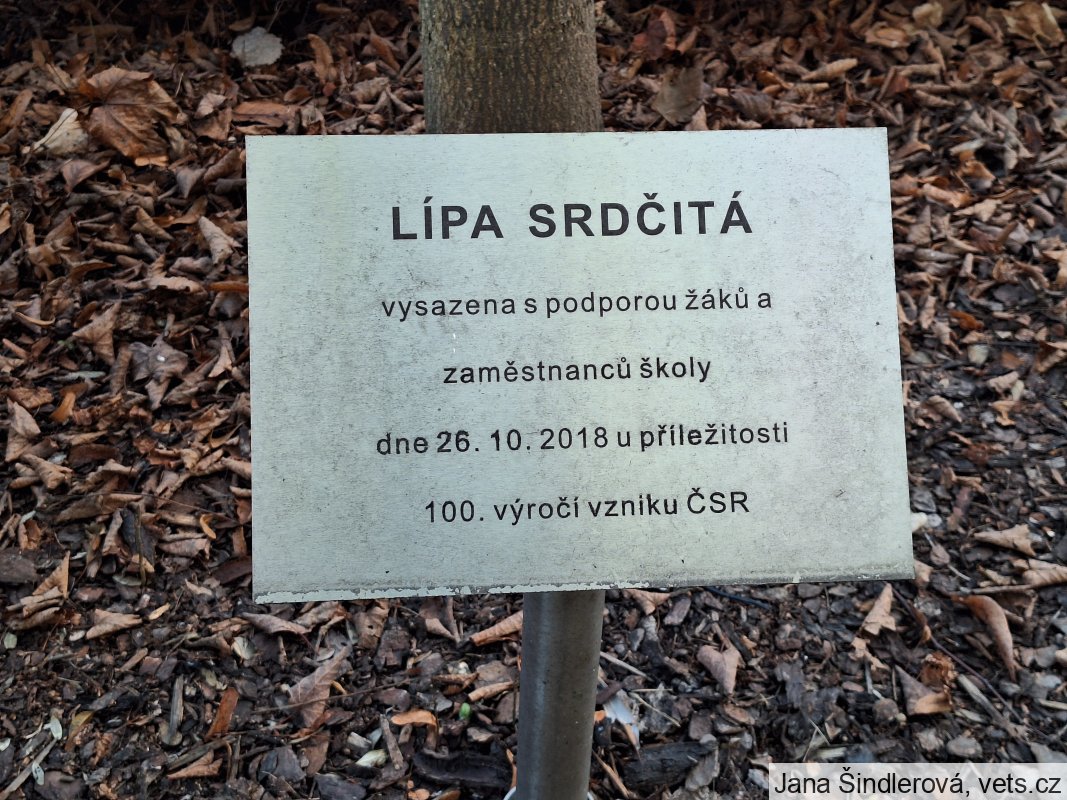 LÍPA SRDČITÁ
vysazena s podporou žáků a
zaměstnanců školy
dne 26. 10. 2018 u příležitosti
100. výročí vzniku ČSR
Jana Šindlerová, vets.cz